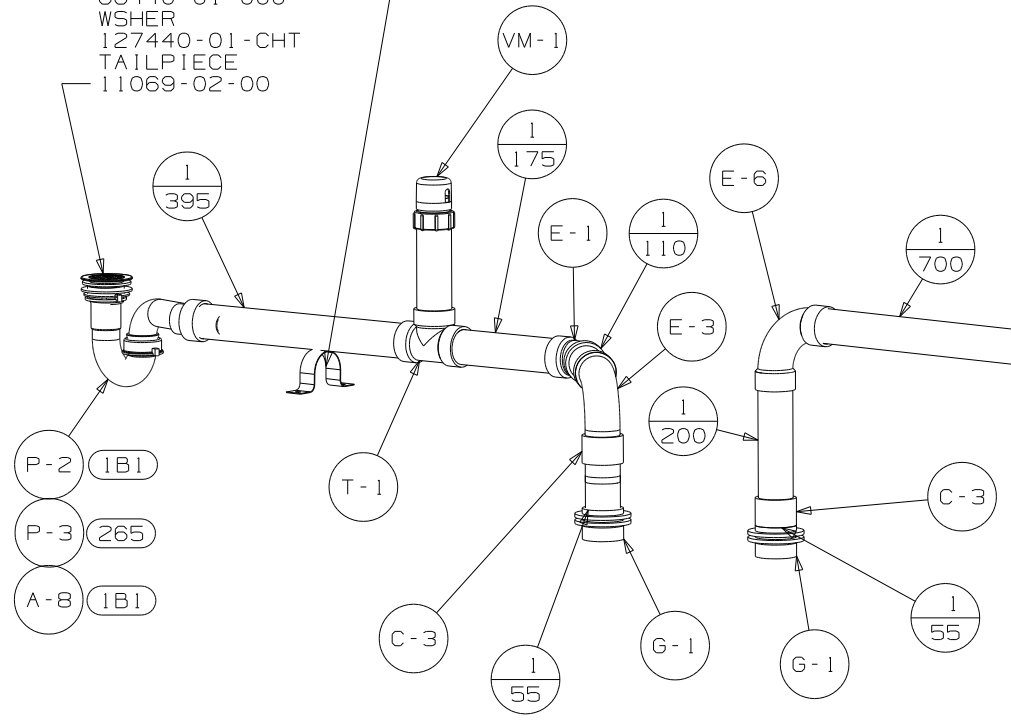 WSHER
127440-01-CHT
TAILPIECE
11069-02-00
VM-1
1
175
1
395
E-1
1
110
E-6
1
700
E-3
1
200
P-2
1B1
T-1
C-3
P-3
265
A-8
1B1
C-3
G-1
1
55
1
55
G-1